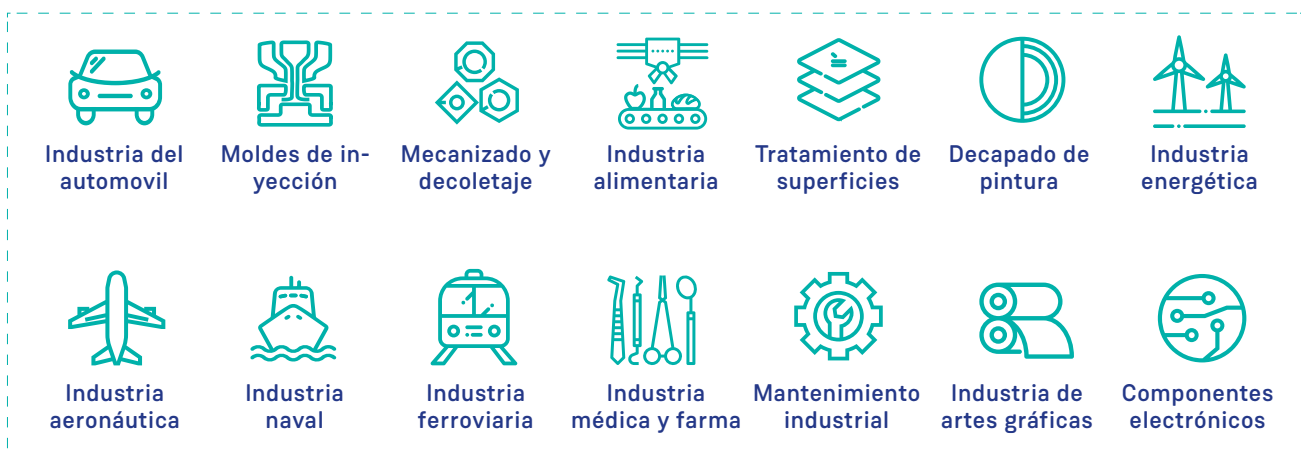 Industria del
automovil
Moldes de in-
yección
Mecanizado y
decoletaje
Industria
alimentaria
Tratamiento de
superficies
Decapado de
pintura
Industria
energética
Industria
aeronáutica
Industria
naval
Industria
ferroviaria
Industria
médica y farma
Mantenimiento
industrial
Industria de
artes gráficas
Componentes
electrónicos